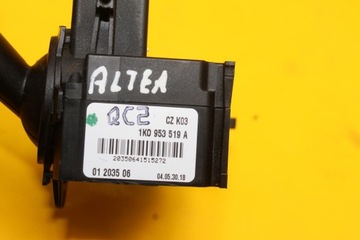 ALTEA
QC2 CZ K03
1K0 953 519 A
20350641515272
01 2035 06 04.05.30.18